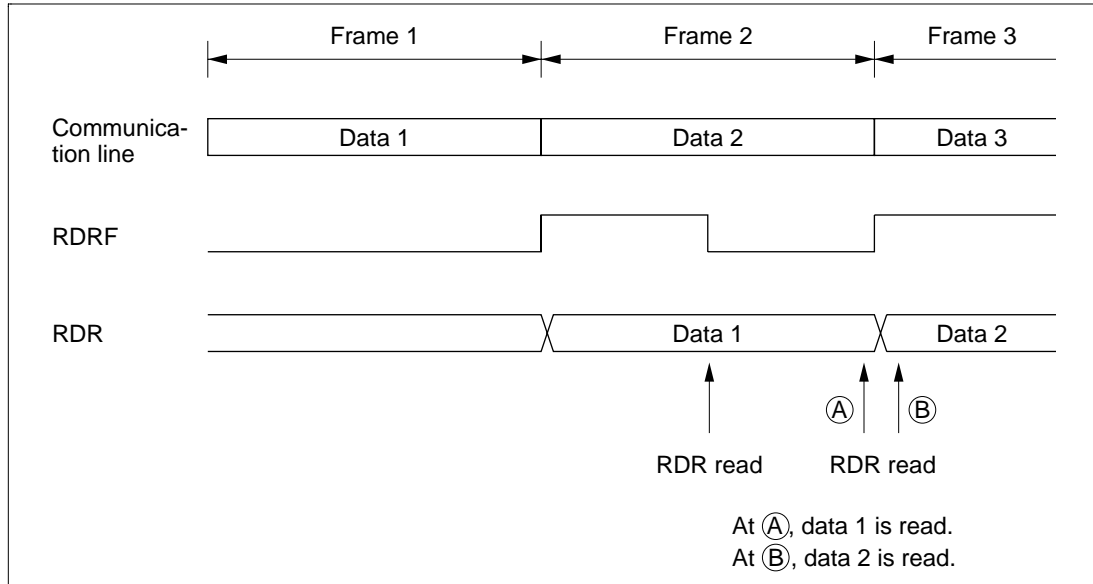 Frame 1 Frame 2 Frame 3
Communica-
tion line
Data 1 Data 2 Data 3
RDRF
RDR
Data 1 Data 2
A B
RDR read RDR read
At A, data 1 is read.
At B, data 2 is read.